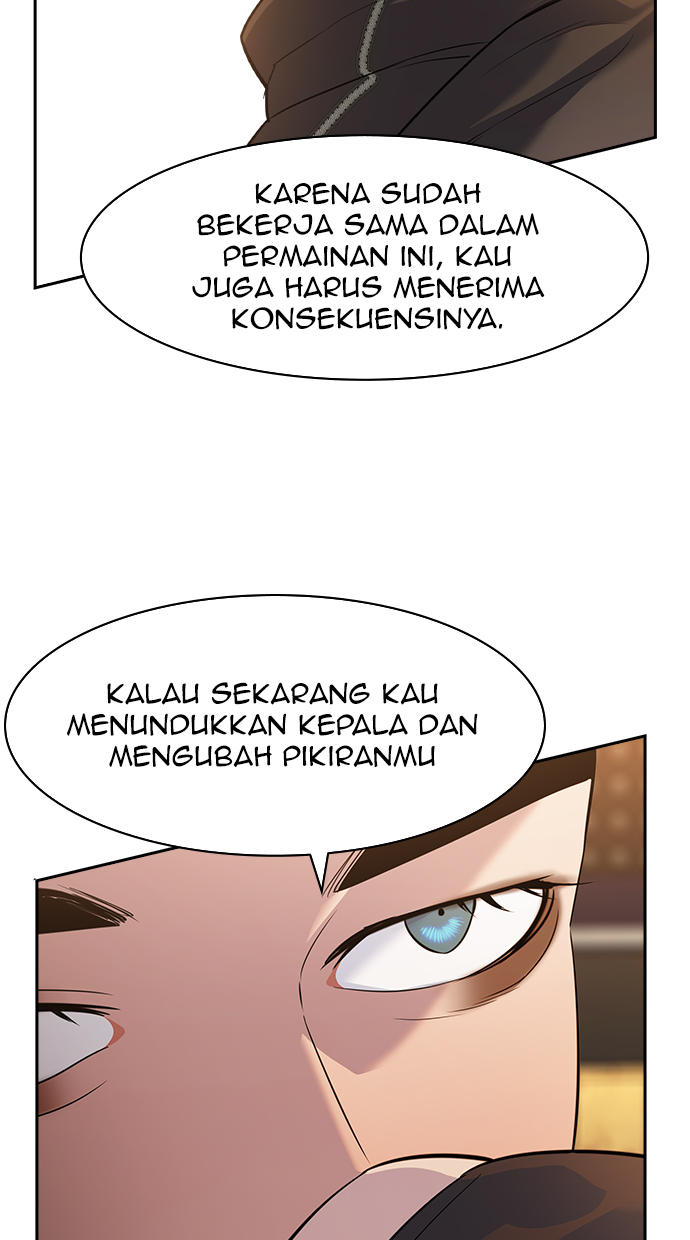 KARENA SUDAH
BEKERJA SAMA DALAM
PERMAINAN INI, KAU
JUGA HARUS MENERIMA
KONSEKUENSINYA.
KALAU SEKARANG KAU
MENUNDUKKAN KEPALA DAN
MENGUBAH PIKIRANMU